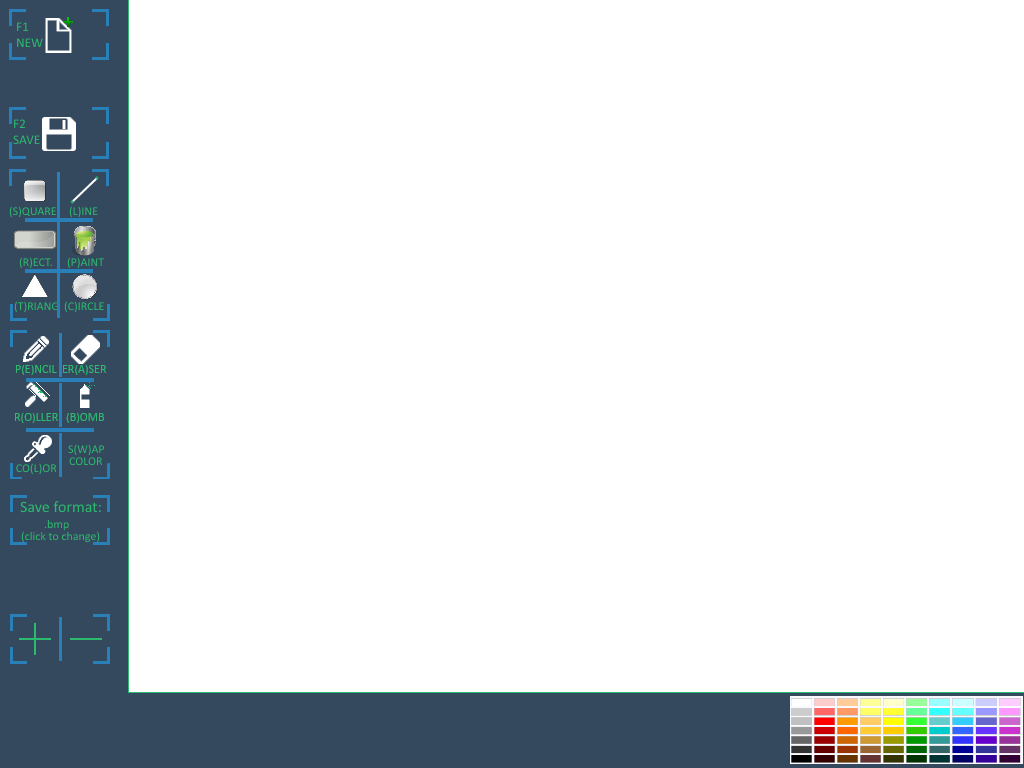 F1
NEW
F2
SAVE
(S)QUARE (L)INE
(R)ECT. (P)AINT
(T)RIANG (C)IRCLE
P(E)NCIL ER(A)SER
R(O)LLER (B)OMB
CO(L)OR S(W)AP
COLOR
Save format:
.bmp
(click to change)